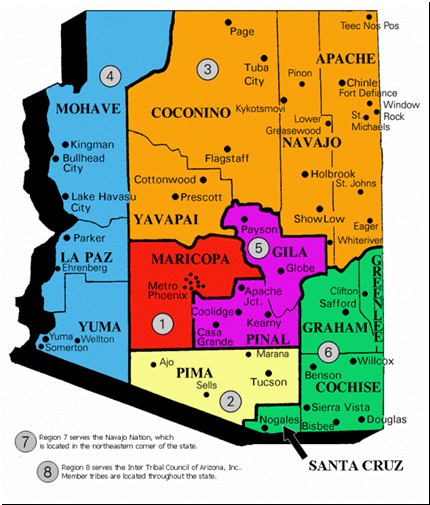 Teec Nos Pos
Page
4
3
APACHE
Tuba
City
Pinon
Chinle
Fort Defiance
MOHAVE
COCONINO
Kykotsmovi
Window
Rock
St.
Michaels
Lower
Greasewood
NAVAJO
Kingman
Bullhead
City
Flagstaff
Cottonwood
Holbrook
St. Johns
Lake Havasu
City
Prescott
YAVAPAI
Show Low
Payson
Eager
Parker
5
Whiteriver
LA PAZ
MARICOPA
GILA
Ehrenberg
Metro
Phoenix
Globe
GREENLEE
Apache
Jct.
Clifton
Safford
Coolidge
YUMA
1
Kearny
GRAHAM
Casa
Grande
PINAL
Yuma
Wellton
Somerton
6
Marana
Ajo
PIMA
Willcox
Benson
Tucson
Sells
COCHISE
2
Sierra Vista
Nogales
Bisbee
Douglas
7
Region 7 serves the Navajo Nation, which
is located in the northeastern corner of the state.
8
Region 8 serves the Inter Tribal Council of Arizona, Inc..
Member tribes are located throughout the state.
SANTA CRUZ